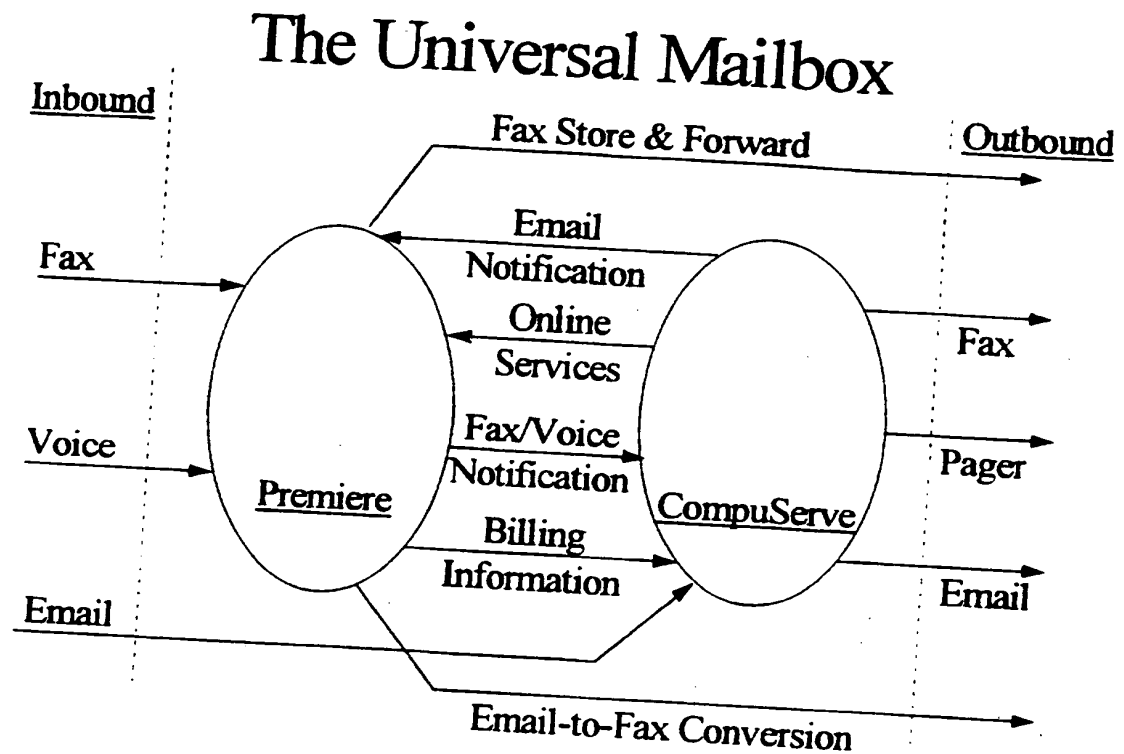 The Universal Mailbox
Inbound
Outbound
Fax Store & Forward
Email
Notification
Fax
Online
Services
Fax
Voice
Fax/Voice
Notification
Pager
Premiere
CompuServe
Billing
Information
Email
Email
Email-to-Fax Conversion